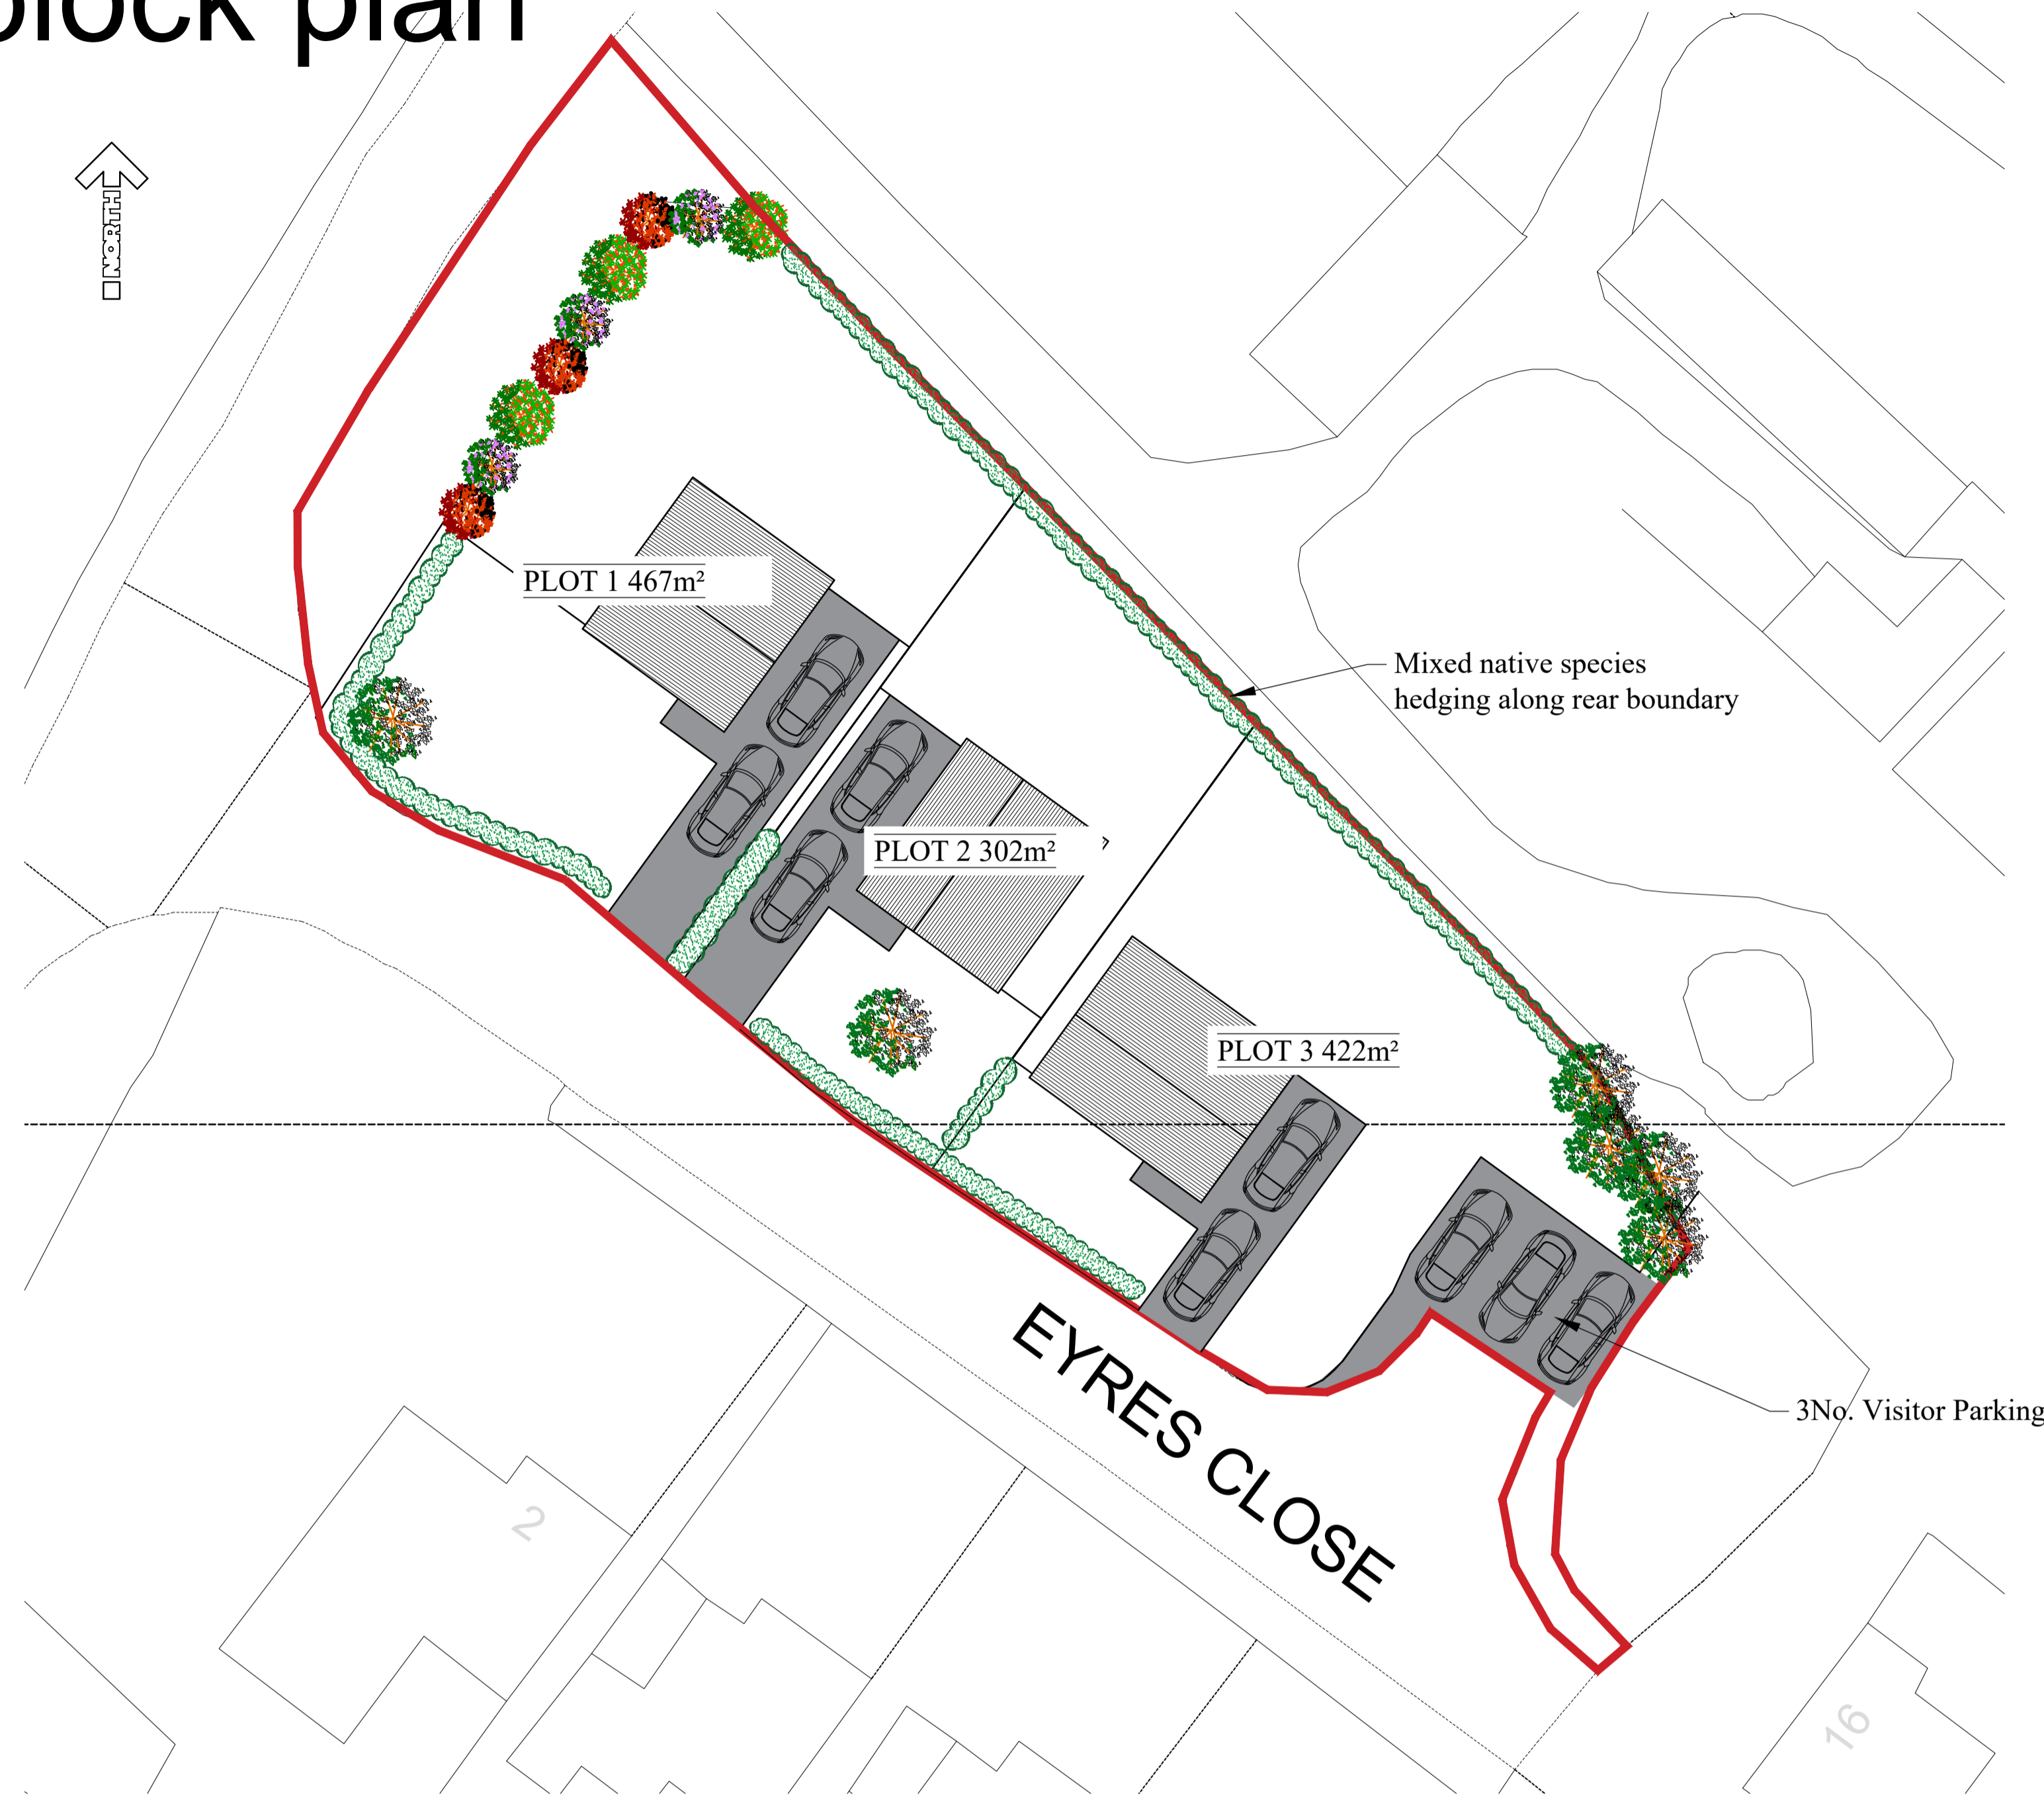 block plan
NORTH
PLOT 1 467m²
Mixed native species
hedging along rear boundary
PLOT 2 302m²
PLOT 3 422m²
EYRES CLOSE
3No. Visitor Parking
2
16